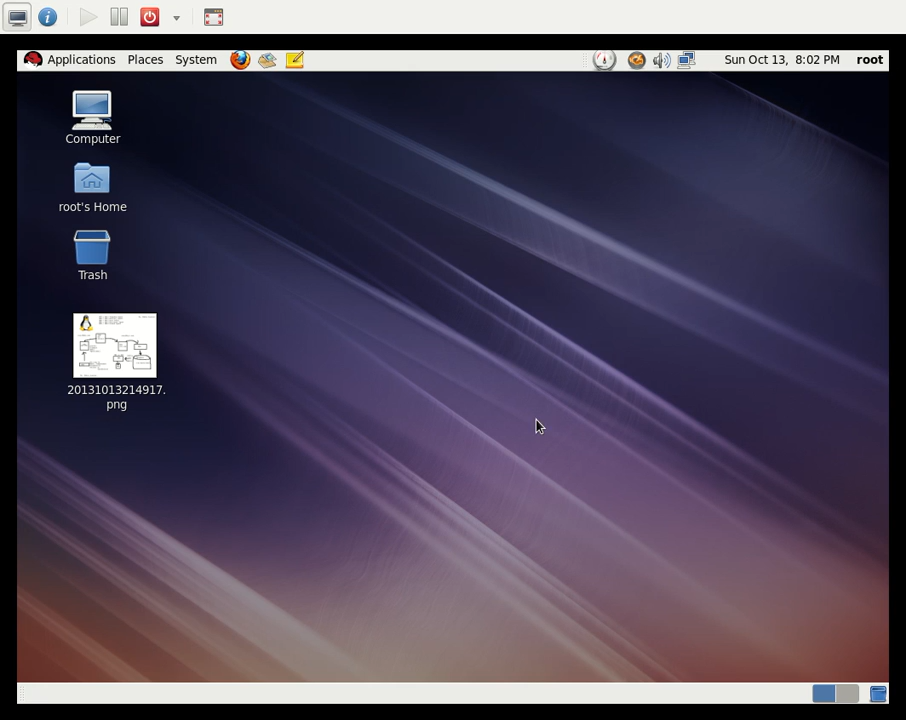 Applications Places System Sun Oct 13, 8:02 PM root
Computer
root's Home
Trash
20131013214917.
png